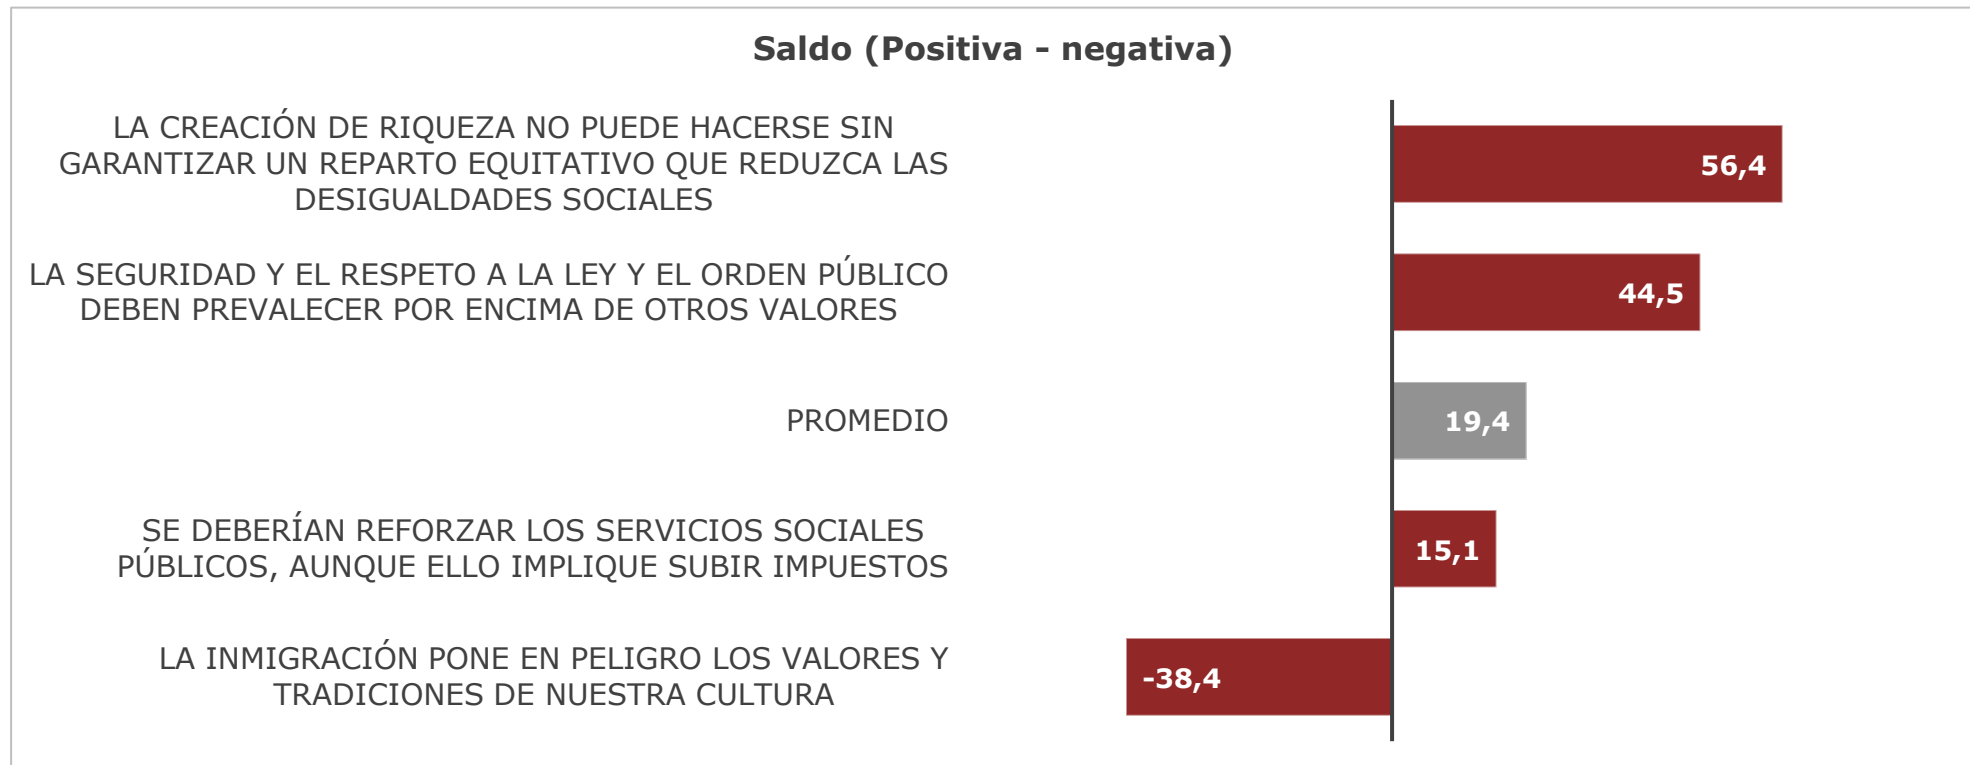 Saldo (Positiva - negativa)
LA CREACIÓN DE RIQUEZA NO PUEDE HACERSE SIN
GARANTIZAR UN REPARTO EQUITATIVO QUE REDUZCA LAS
DESIGUALDADES SOCIALES
56,4
LA SEGURIDAD Y EL RESPETO A LA LEY Y EL ORDEN PÚBLICO
DEBEN PREVALECER POR ENCIMA DE OTROS VALORES
44,5
PROMEDIO
19,4
SE DEBERÍAN REFORZAR LOS SERVICIOS SOCIALES
PÚBLICOS, AUNQUE ELLO IMPLIQUE SUBIR IMPUESTOS
15,1
LA INMIGRACIÓN PONE EN PELIGRO LOS VALORES Y
TRADICIONES DE NUESTRA CULTURA
-38,4